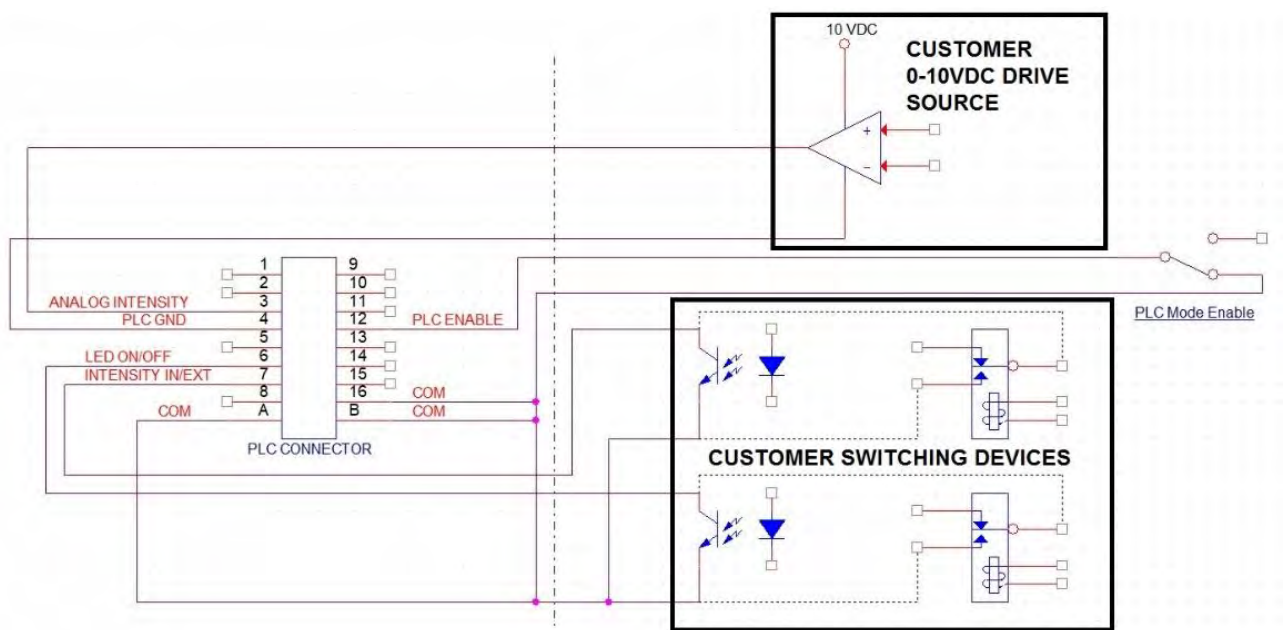 10 VDC
CUSTOMER
0-10VDC DRIVE
SOURCE
+
−
1
9
2
10
ANALOG INTENSITY
3
11
PLC GND
4
12
PLC ENABLE
PLC Mode Enable
5
13
LED ON/OFF
6
14
INTENSITY IN/EXT
7
15
8
16
COM
COM
A
B
COM
PLC CONNECTOR
CUSTOMER SWITCHING DEVICES